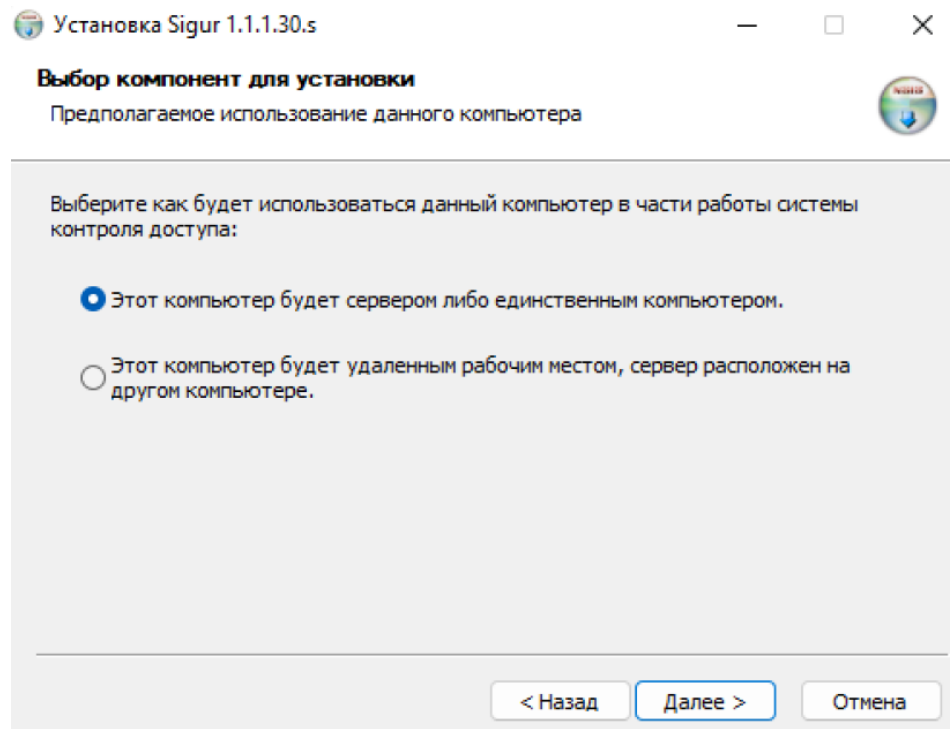 Установка Sigur 1.1.1.30.s
Выбор компонент для установки
Предполагаемое использование данного компьютера
Выберите как будет использоваться данный компьютер в части работы системы
контроля доступа:
Этот компьютер будет сервером либо единственным компьютером.
Этот компьютер будет удаленным рабочим местом, сервер расположен на
другом компьютере.
< Назад
Далее >
Отмена